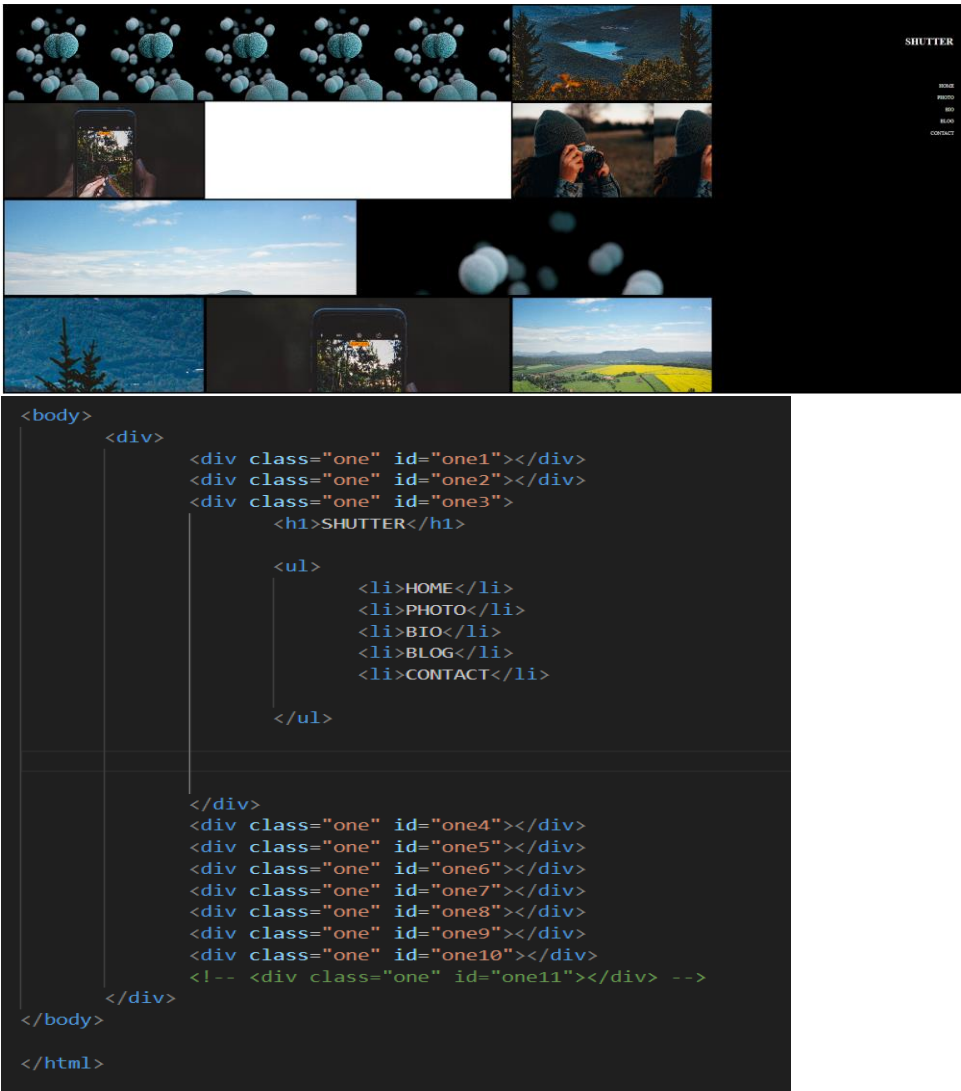 SHUTTER
HOME
PHOTO
BIO
BLOG
CONTACT
<body>
<div>
<div class="one" id="one1"></div>
<div class="one" id="one2"></div>
<div class="one" id="one3">
<h1>SHUTTER</h1>
<ul>
<li>HOME</li>
<li>PHOTO</li>
<li>BIO</li>
<li>BLOG</li>
<li>CONTACT</li>
</ul>
</div>
<div class="one" id="one4"></div>
<div class="one" id="one5"></div>
<div class="one" id="one6"></div>
<div class="one" id="one7"></div>
<div class="one" id="one8"></div>
<div class="one" id="one9"></div>
<div class="one" id="one10"></div>
<!-- <div class="one" id="one11"></div> -->
</div>
</body>
</html>